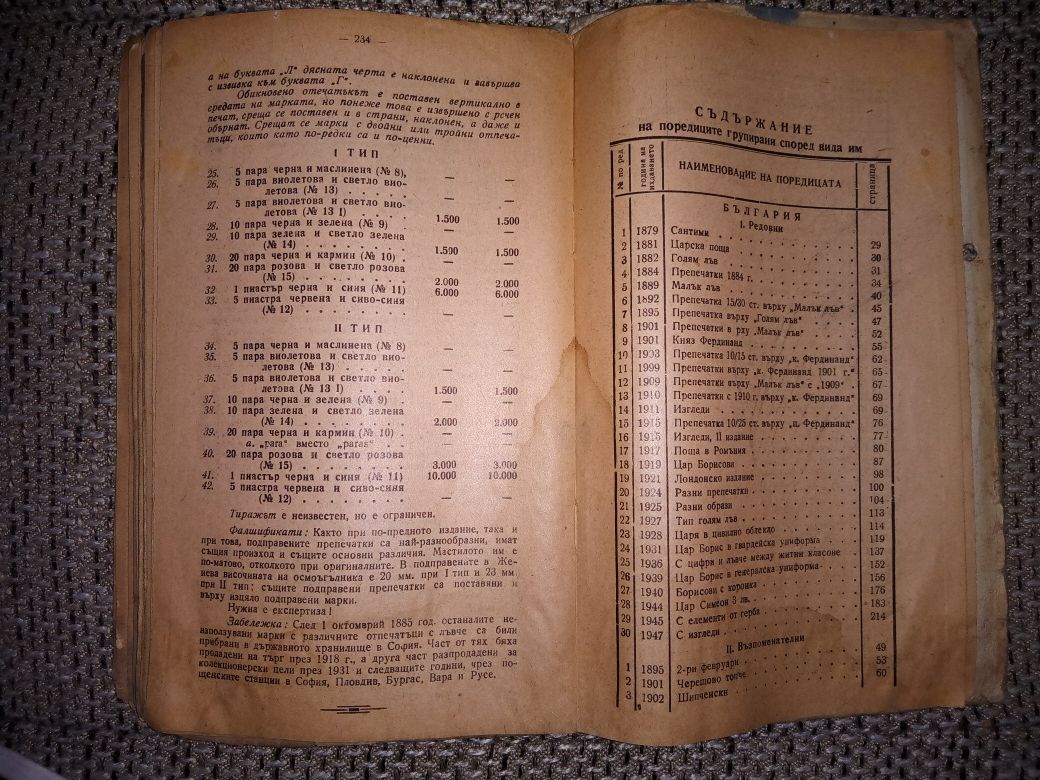 — 234 —
а на буквата „Л“ дясната черта е наклонена и завършва
с извивка към буквата „Г“.
Обикновено отпечатъкът е поставен вертикално в
средата на марката, но понеже това е извършено с речен
печат, среща се поставен и в страни, наклонен, а даже и
обърнат. Срещат се марки с двойни или тройни отпеча-
тъци, които като по-редки са и по-ценни.
I ТИП
25. 5 пара черна и маслинена (№ 8), — —
26. 5 пара виолетова и светло вио-
летова (№ 13) . . . . . — —
27. 5 пара виолетова и светло вио-
летова (№ 13 I) . . . . 1.500 1.500
28. 10 пара черна и зелена (№ 9) . — —
29. 10 пара зелена и светло зелена
(№ 14) . . . . . . . . 1.500 1.500
30. 20 пара черна и кармин (№ 10) . — —
31. 20 пара розова и светло розова
(№ 15) . . . . . . . . 2.000 2.000
32 1 пиастър черна и синя (№ 11) 6.000 6.000
33. 5 пиастра червена и сиво-синя
(№ 12) . . . . . . . . — —
II ТИП
34. 5 пара черна и маслинена (№ 8) — —
35. 5 пара виолетова и светло вио-
летова (№ 13) . . . . . — —
36. 5 пара виолетова и светло вио-
летова (№ 13 I) . . . . 1.500 1.500
37. 10 пара черна и зелена (№ 9) . — —
38. 10 пара зелена и светло зелена
(№ 14) . . . . . . . . 2.000 2.000
39. 20 пара черна и кармин (№ 10) . — —
а. „para“ вместо „paras“ . — —
40. 20 пара розова и светло розова
(№ 15) . . . . . . . . 3.000 3.000
41. 1 пиастър черна и синя (№ 11) 10.000 10.000
42. 5 пиастра червена и сиво-синя
(№ 12) . . . . . . . . — —
Тиражът е неизвестен, но е ограничен.
Фалшификати: Както при по-предното издание, така и
при това, подправените препечатки са най-разнообразни, имат
същия произход и същите основни различия. Мастилото им е
по-матово, отколкото при оригиналните. В подправената в Же-
нева височината на осмоъгълника е 20 мм. при I тип и 23 мм.
при II тип; същите подправени препечатки са поставяни и
върху изцяло подправени марки.
Нужна е експертиза!
Забележка: След 1 октомврий 1885 год. останалите не-
използувани марки с различните отпечатъци с лъвче са били
прибрани в държавното хранилище в София. Част от тях бяха
продадени на търг през 1918 г., а друга част разпродадени за
колекционерски цели през 1931 и следващите години, чрез по-
щенските станции в София, Пловдив, Бургас, Вара и Русе.
СЪДЪРЖАНИЕ
на поредиците групирани според вида им
№ по ред година на издаването НАИМЕНОВАНИЕ НА ПОРЕДИЦАТА страница
БЪЛГАРИЯ
I. Редовни
1 1879 Сантими . . . . 29
2 1881 Царска поща . . . . 30
3 1882 Голям лъв . . . . 31
4 1884 Препечатки 1884 г. . . . . 34
5 1889 Малък лъв . . . . 40
6 1892 Препечатка 15/30 ст. върху „Малък лъв“ . 45
7 1895 Препечатка върху „Голям лъв“ . . . 47
8 1901 Препечатки в рху „Малък лъв“ . . . 52
9 1901 Княз Фердинанд . . . . 55
10 1903 Препечатка 10/15 ст. върху „к. Фердинанд“ 62
11 1999 Препечатки върху „к. Фердинанд 1901 г.“ . 65
12 1909 Препечатки върху „Малък лъв“ с „1909“ . 67
13 1910 Препечатки с 1910 г. върху „к. Фердинанд“ 69
14 1911 Изгледи . . . . 69
15 1915 Препечатка 10/25 ст. върху „ц. Фердинанд“ 76
16 1915 Изгледи, II издание . . . . 77
17 1917 Поща в Ромъния . . . . 80
18 1919 Цар Борисова . . . . 87
19 1921 Лондонско издание . . . . 98
20 1924 Разни препечатки . . . . 100
21 1925 Разни образи . . . . 104
22 1927 Тип голям лъв . . . . 113
23 1928 Царя в цивилно облекло . . . . 114
24 1931 Цар Борис в гвардейска униформа . . . 119
25 1936 С цифри и лъвче между житни класове . 137
26 1939 Цар Борис в генералска униформа . . 152
27 1940 Борисови с коронка . . . . 156
28 1944 Цар Симеон 3 лв. . . . . 176
29 1945 С елементи от герба . . . . 183
30 1947 С изгледи . . . . 214
II. Възпоменателни
1 1895 2-ри февруари . . . . 49
2 1901 Черешово топче . . . . 53
3 1902 Шипченски . . . . 60